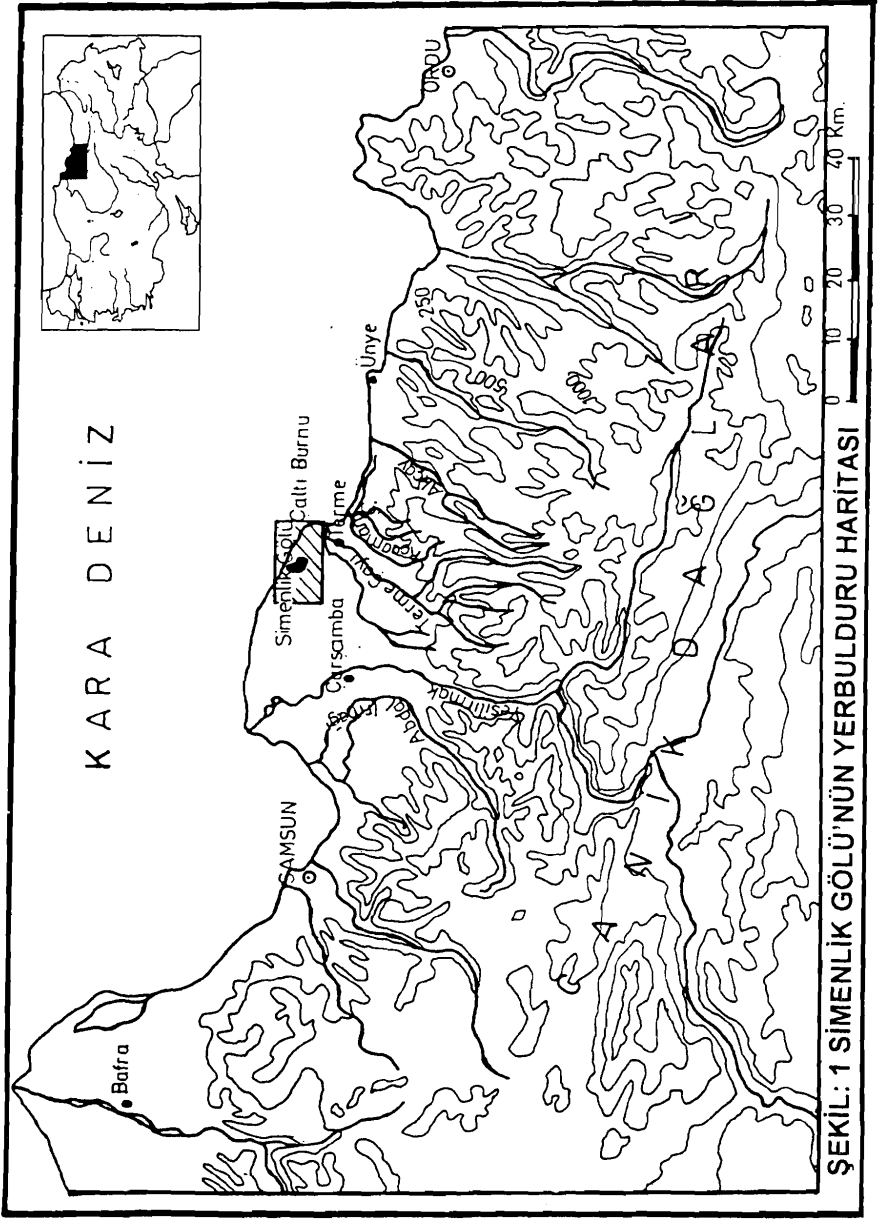 KARA DENİZ
Bafra
SAMSUN
Çarşamba
Simenlik Gölü
Çaltı Burnu
Terme
Ünye
ORDU
Abdal Irmağı
Yeşilırmak
Terme Çayı
250
500
1000
CANİK DAĞLARI
0 10 20 30 40 Km.
ŞEKİL: 1 SİMENLİK GÖLÜ'NÜN YERBULDURU HARİTASI